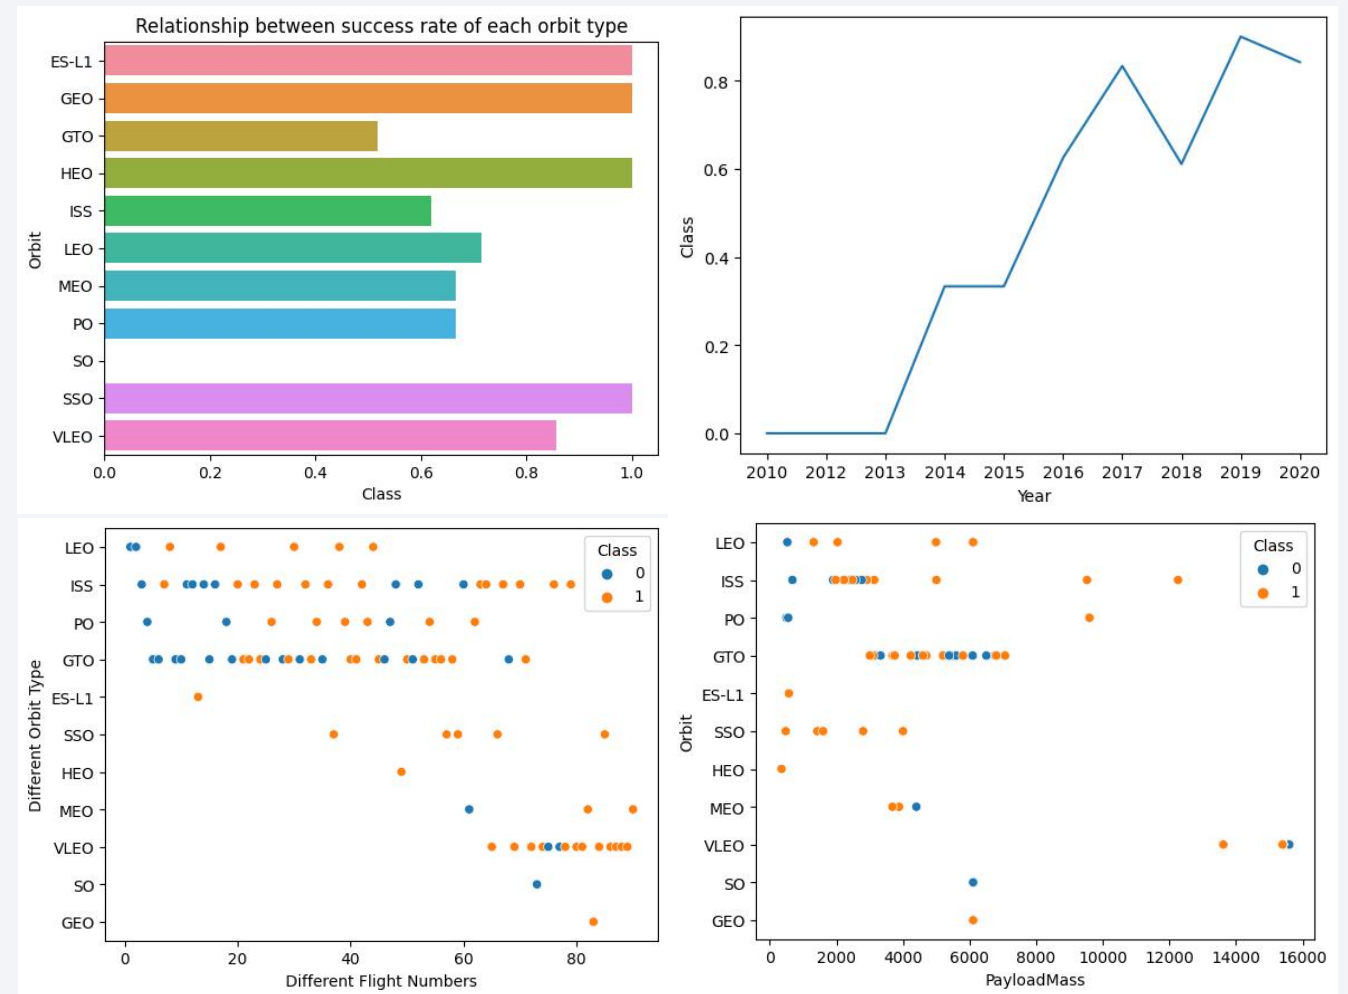 Relationship between success rate of each orbit type
ES-L1
GEO
GTO
HEO
ISS
LEO
MEO
PO
SO
SSO
VLEO
Orbit
0.0 0.2 0.4 0.6 0.8 1.0
Class
0.8
0.6
0.4
0.2
0.0
Class
2010 2012 2013 2014 2015 2016 2017 2018 2019 2020
Year
LEO
ISS
PO
GTO
ES-L1
SSO
HEO
MEO
VLEO
SO
GEO
Different Orbit Type
Class
0
1
0 20 40 60 80
Different Flight Numbers
LEO
ISS
PO
GTO
ES-L1
SSO
HEO
MEO
VLEO
SO
GEO
Orbit
Class
0
1
0 2000 4000 6000 8000 10000 12000 14000 16000
PayloadMass